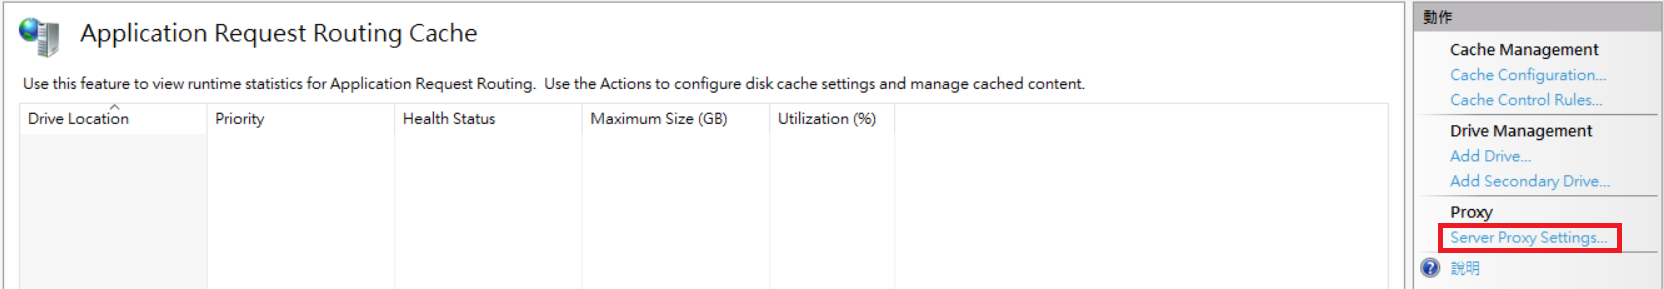 Application Request Routing Cache
Use this feature to view runtime statistics for Application Request Routing.  Use the Actions to configure disk cache settings and manage cached content.
Drive Location Priority Health Status Maximum Size (GB) Utilization (%)
動作
Cache Management
Cache Configuration...
Cache Control Rules...
Drive Management
Add Drive...
Add Secondary Drive...
Proxy
Server Proxy Settings...
說明